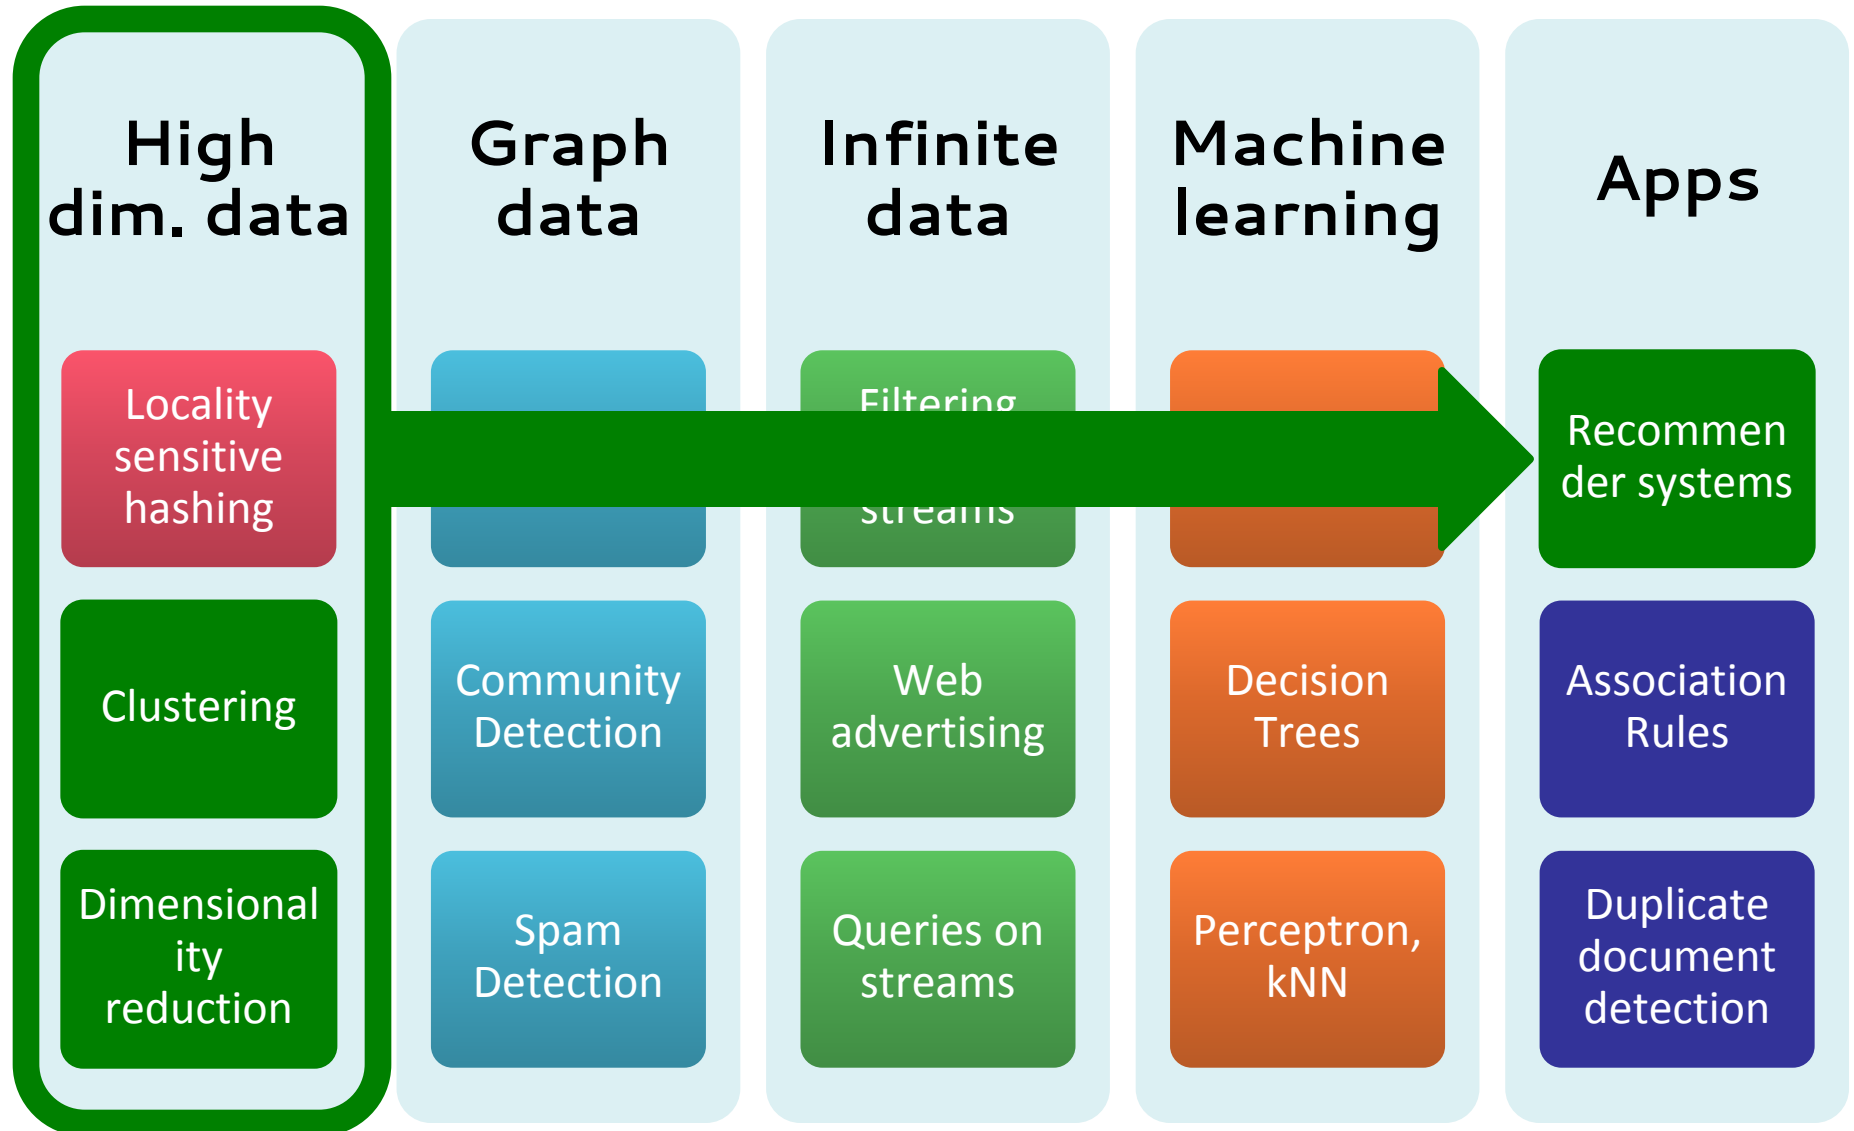 High
dim. data
Locality
sensitive
hashing
Clustering
Dimensional
ity
reduction
Graph
data
Community
Detection
Spam
Detection
Infinite
data
Filtering
streams
Web
advertising
Queries on
streams
Machine
learning
Decision
Trees
Perceptron,
kNN
Apps
Recommen
der systems
Association
Rules
Duplicate
document
detection